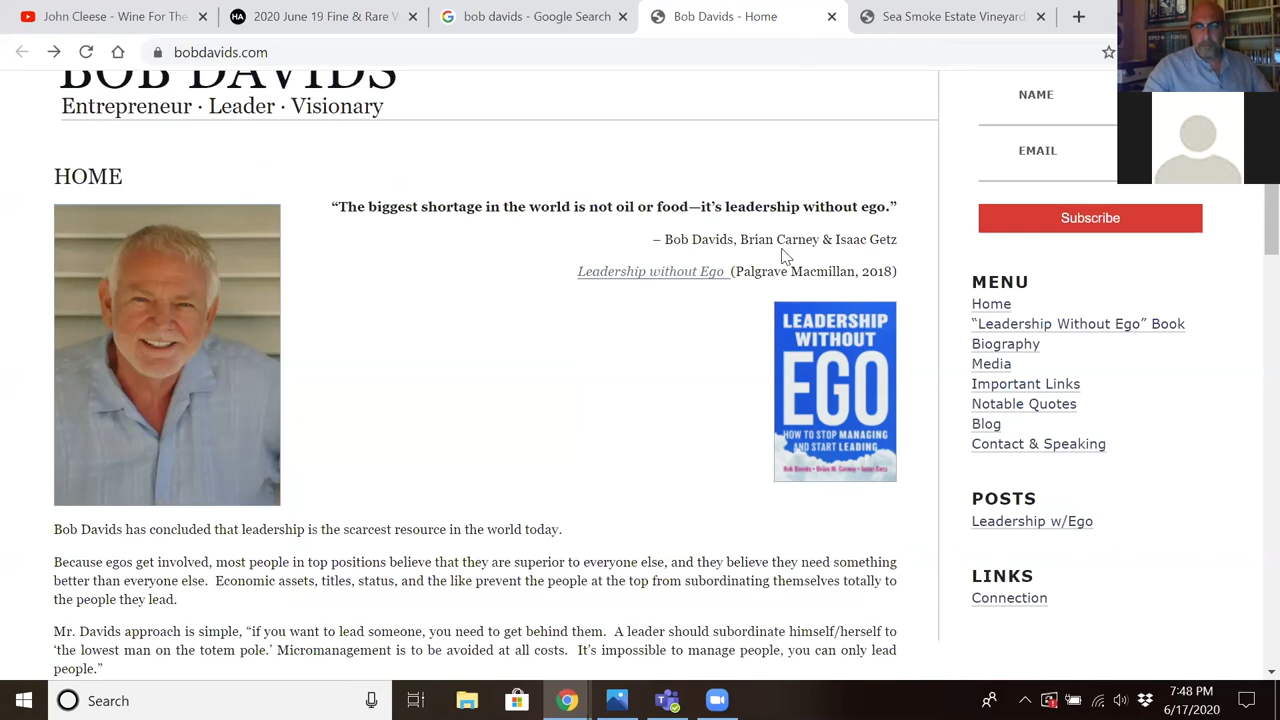 John Cleese - Wine For The
2020 June 19 Fine & Rare W
bob davids - Google Search
Bob Davids - Home
Sea Smoke Estate Vineyard
bobdavids.com
BOB DAVIDS
Entrepreneur · Leader · Visionary
HOME
“The biggest shortage in the world is not oil or food—it’s leadership without ego.”
– Bob Davids, Brian Carney & Isaac Getz
Leadership without Ego (Palgrave Macmillan, 2018)
LEADERSHIP
WITHOUT
EGO
HOW TO STOP MANAGING
AND START LEADING
Bob Davids · Brian M. Carney · Isaac Getz
Bob Davids has concluded that leadership is the scarcest resource in the world today.
Because egos get involved, most people in top positions believe that they are superior to everyone else, and they believe they need something
better than everyone else. Economic assets, titles, status, and the like prevent the people at the top from subordinating themselves totally to
the people they lead.
Mr. Davids approach is simple, “if you want to lead someone, you need to get behind them. A leader should subordinate himself/herself to
‘the lowest man on the totem pole.’ Micromanagement is to be avoided at all costs. It’s impossible to manage people, you can only lead
people.”
NAME
EMAIL
Subscribe
MENU
Home
“Leadership Without Ego” Book
Biography
Media
Important Links
Notable Quotes
Blog
Contact & Speaking
POSTS
Leadership w/Ego
LINKS
Connection
Search
7:48 PM
6/17/2020